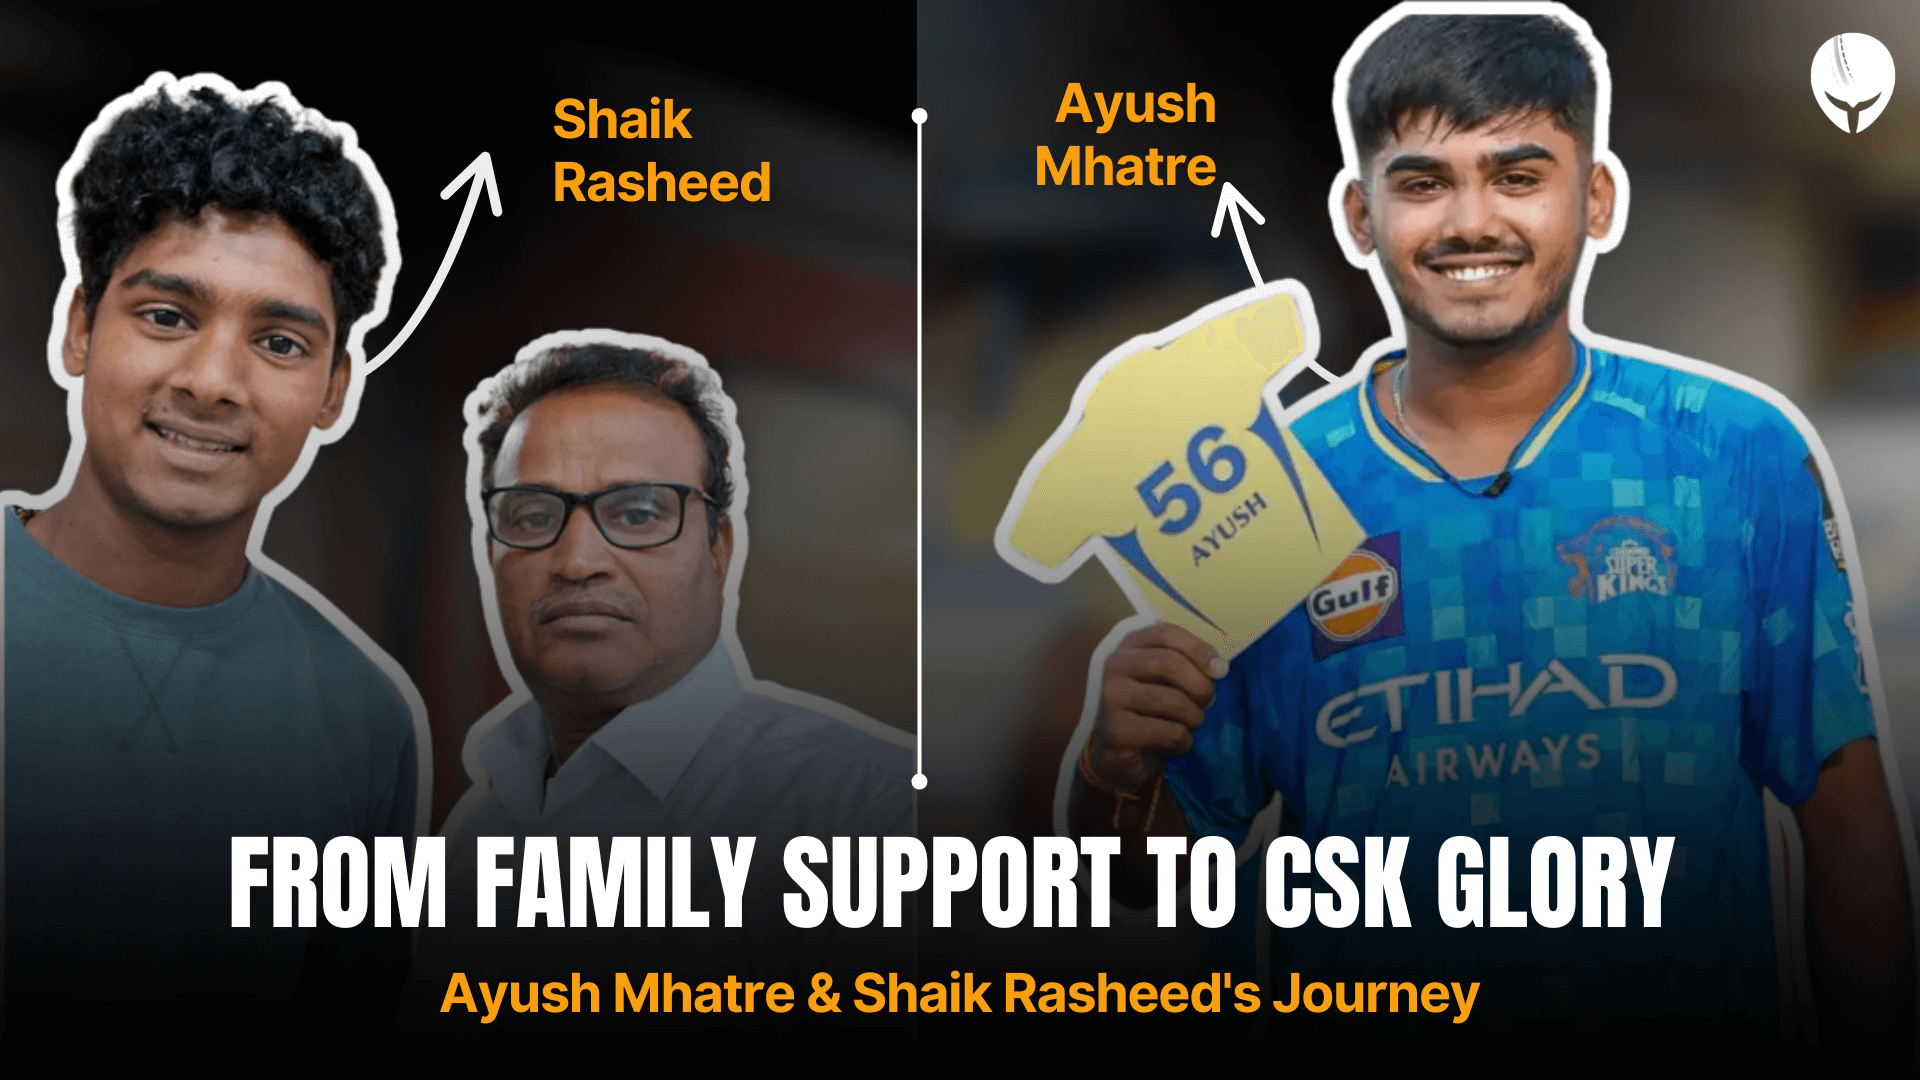 Shaik
Rasheed
Ayush
Mhatre
56
AYUSH
Gulf
CHENNAI
SUPER
KINGS
ETIHAD
AIRWAYS
FROM FAMILY SUPPORT TO CSK GLORY
Ayush Mhatre & Shaik Rasheed's Journey